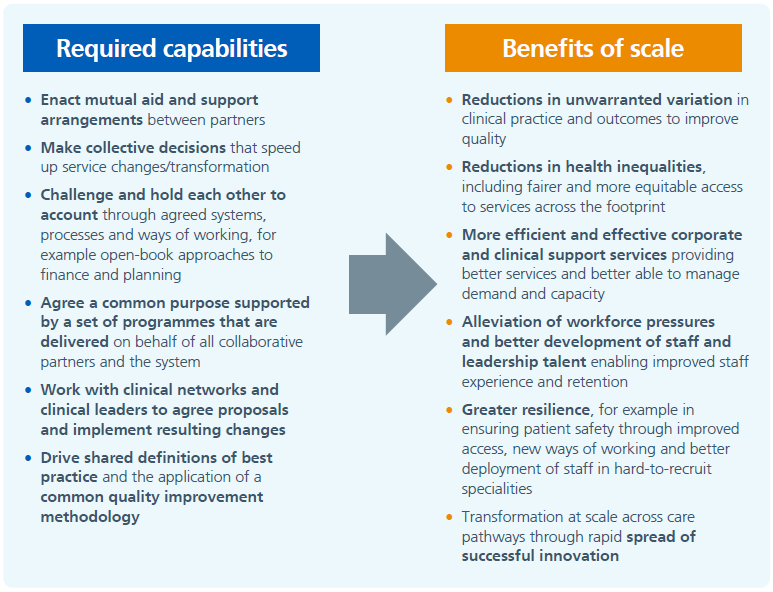 Required capabilities
• Enact mutual aid and support
arrangements between partners
• Make collective decisions that speed
up service changes/transformation
• Challenge and hold each other to
account through agreed systems,
processes and ways of working, for
example open-book approaches to
finance and planning
• Agree a common purpose supported
by a set of programmes that are
delivered on behalf of all collaborative
partners and the system
• Work with clinical networks and
clinical leaders to agree proposals
and implement resulting changes
• Drive shared definitions of best
practice and the application of a
common quality improvement
methodology
Benefits of scale
• Reductions in unwarranted variation in
clinical practice and outcomes to improve
quality
• Reductions in health inequalities,
including fairer and more equitable access
to services across the footprint
• More efficient and effective corporate
and clinical support services providing
better services and better able to manage
demand and capacity
• Alleviation of workforce pressures
and better development of staff and
leadership talent enabling improved staff
experience and retention
• Greater resilience, for example in
ensuring patient safety through improved
access, new ways of working and better
deployment of staff in hard-to-recruit
specialities
• Transformation at scale across care
pathways through rapid spread of
successful innovation